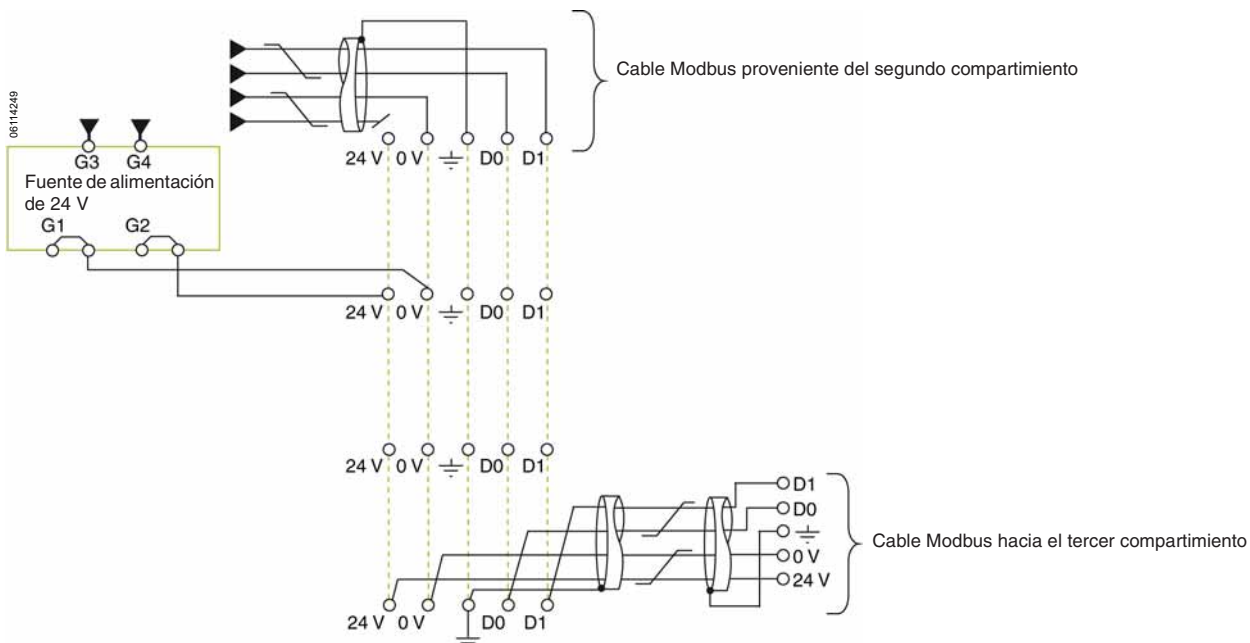 Cable Modbus proveniente del segundo compartimiento
06114249
24 V 0 V D0 D1
G3 G4
Fuente de alimentación
de 24 V
G1 G2
24 V 0 V D0 D1
24 V 0 V D0 D1
D1
D0
Cable Modbus hacia el tercer compartimiento
0 V
24 V
24 V 0 V D0 D1